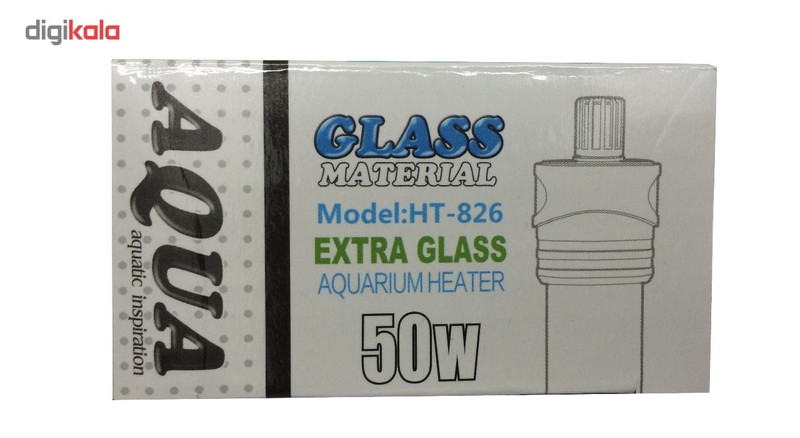 digikala
AQUA
aquatic inspiration
GLASS
MATERIAL
Model:HT-826
EXTRA GLASS
AQUARIUM HEATER
50W